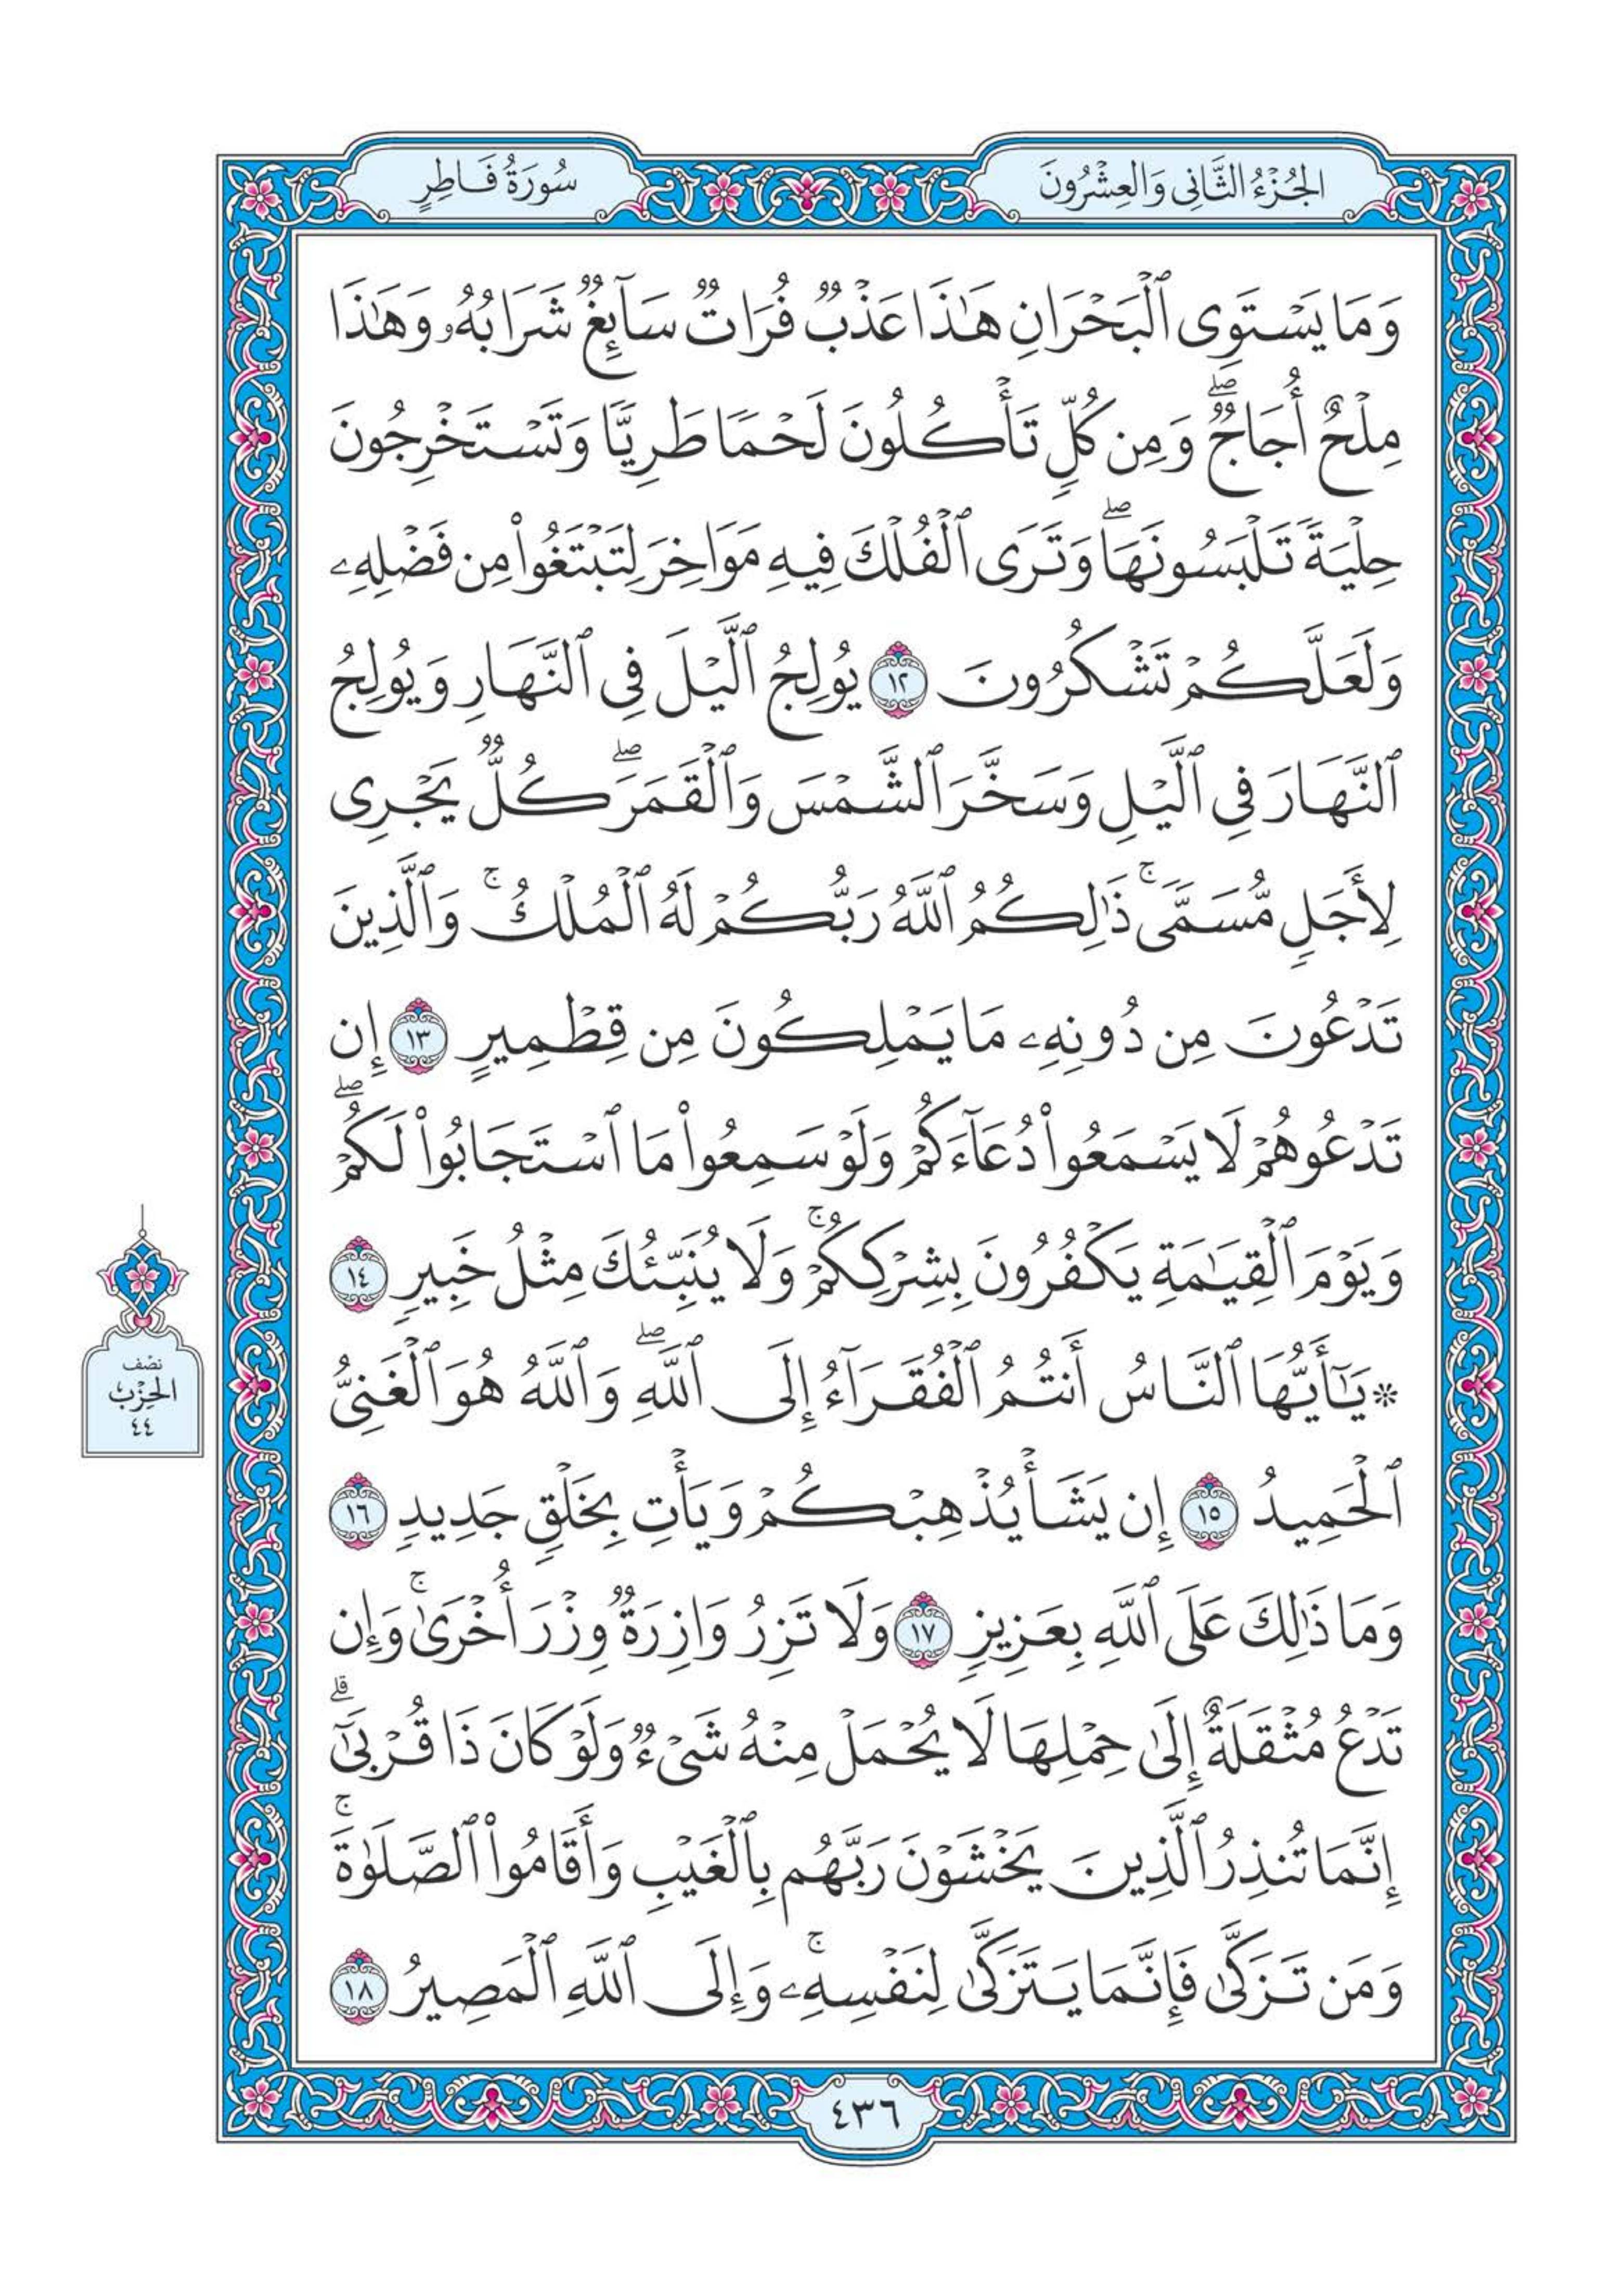 الجُزْءُ الثَّانِي وَالعِشْرُونَ
سُورَةُ فَاطِرٍ
وَمَا يَسْتَوِى ٱلْبَحْرَانِ هَٰذَا عَذْبٌ فُرَاتٌ سَآئِغٌ شَرَابُهُۥ وَهَٰذَا
مِلْحٌ أُجَاجٌ ۖ وَمِن كُلٍّ تَأْكُلُونَ لَحْمًا طَرِيًّا وَتَسْتَخْرِجُونَ
حِلْيَةً تَلْبَسُونَهَا ۖ وَتَرَى ٱلْفُلْكَ فِيهِ مَوَاخِرَ لِتَبْتَغُوا۟ مِن فَضْلِهِۦ
وَلَعَلَّكُمْ تَشْكُرُونَ ١٢ يُولِجُ ٱلَّيْلَ فِى ٱلنَّهَارِ وَيُولِجُ
ٱلنَّهَارَ فِى ٱلَّيْلِ وَسَخَّرَ ٱلشَّمْسَ وَٱلْقَمَرَ ۖ كُلٌّ يَجْرِى
لِأَجَلٍ مُّسَمًّى ۚ ذَٰلِكُمُ ٱللَّهُ رَبُّكُمْ لَهُ ٱلْمُلْكُ ۚ وَٱلَّذِينَ
تَدْعُونَ مِن دُونِهِۦ مَا يَمْلِكُونَ مِن قِطْمِيرٍ ١٣ إِن
تَدْعُوهُمْ لَا يَسْمَعُوا۟ دُعَآءَكُمْ وَلَوْ سَمِعُوا۟ مَا ٱسْتَجَابُوا۟ لَكُمْ ۖ
وَيَوْمَ ٱلْقِيَٰمَةِ يَكْفُرُونَ بِشِرْكِكُمْ ۚ وَلَا يُنَبِّئُكَ مِثْلُ خَبِيرٍ ١٤
۞ يَٰٓأَيُّهَا ٱلنَّاسُ أَنتُمُ ٱلْفُقَرَآءُ إِلَى ٱللَّهِ ۖ وَٱللَّهُ هُوَ ٱلْغَنِىُّ
ٱلْحَمِيدُ ١٥ إِن يَشَأْ يُذْهِبْكُمْ وَيَأْتِ بِخَلْقٍ جَدِيدٍ ١٦
وَمَا ذَٰلِكَ عَلَى ٱللَّهِ بِعَزِيزٍ ١٧ وَلَا تَزِرُ وَازِرَةٌ وِزْرَ أُخْرَىٰ ۚ وَإِن
تَدْعُ مُثْقَلَةٌ إِلَىٰ حِمْلِهَا لَا يُحْمَلْ مِنْهُ شَىْءٌ وَلَوْ كَانَ ذَا قُرْبَىٰٓ ۗ
إِنَّمَا تُنذِرُ ٱلَّذِينَ يَخْشَوْنَ رَبَّهُم بِٱلْغَيْبِ وَأَقَامُوا۟ ٱلصَّلَوٰةَ ۚ
وَمَن تَزَكَّىٰ فَإِنَّمَا يَتَزَكَّىٰ لِنَفْسِهِۦ ۚ وَإِلَى ٱللَّهِ ٱلْمَصِيرُ ١٨
نصف
الحِزْب
٤٤
٤٣٦